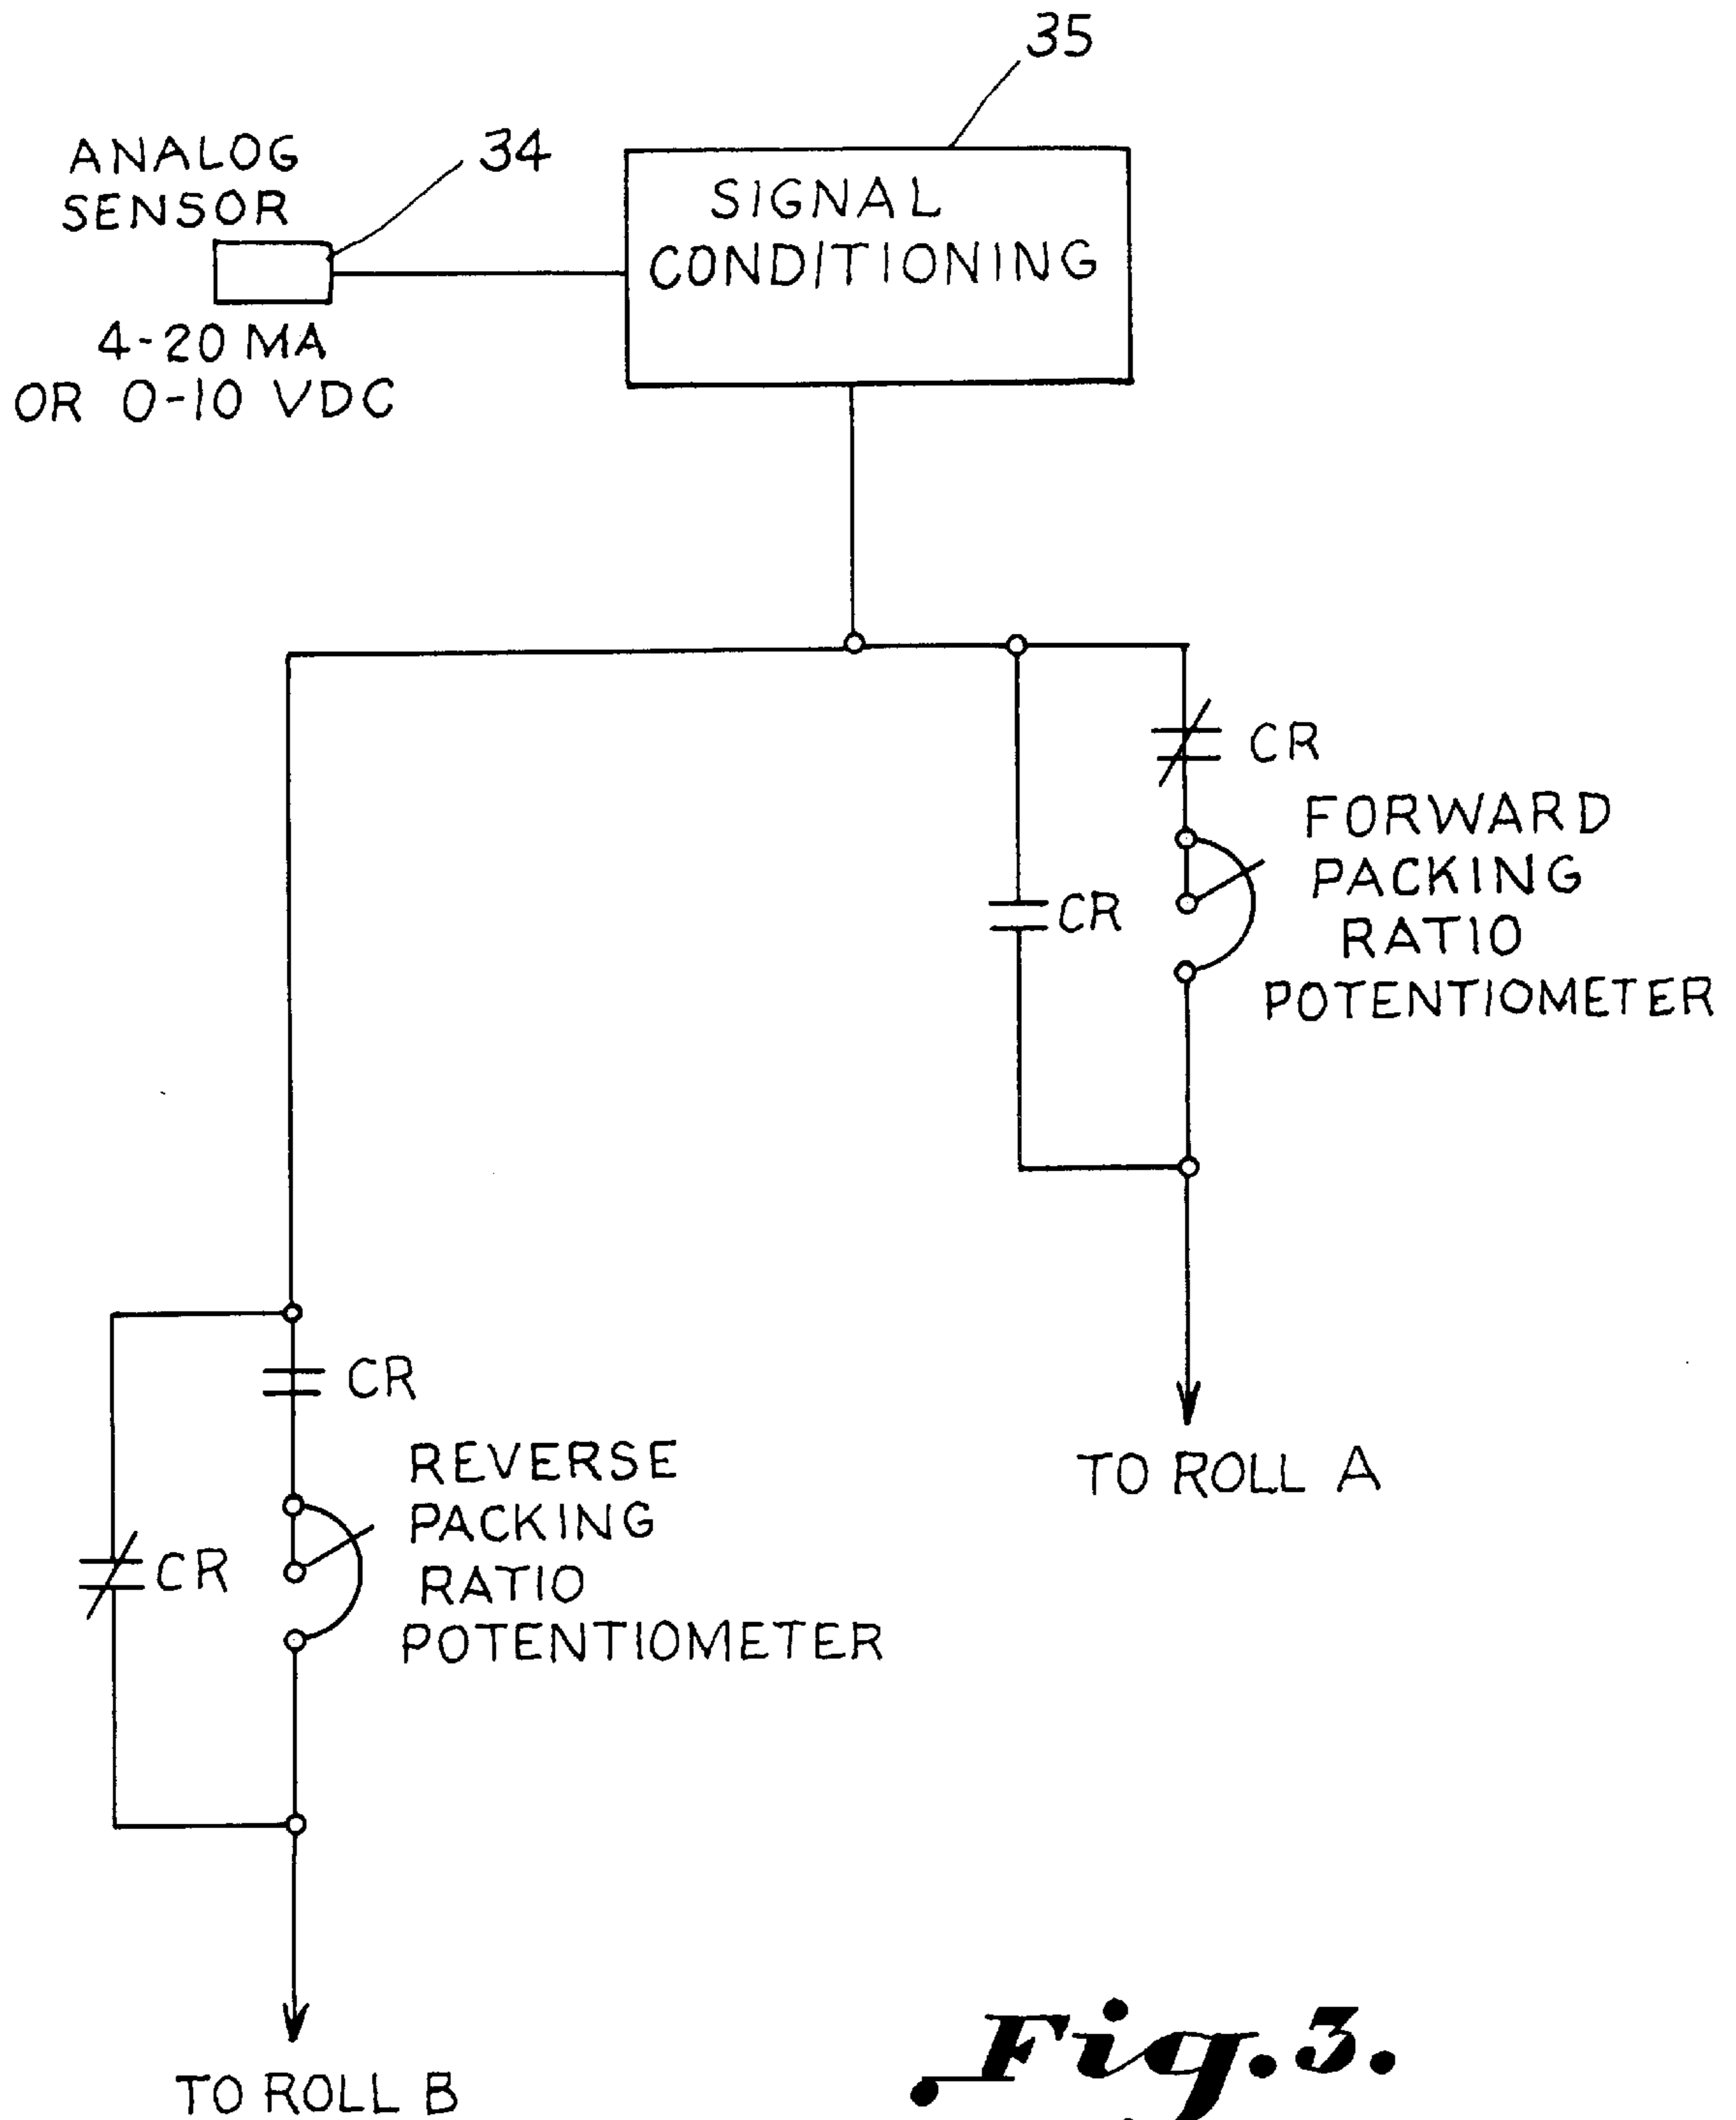 35
ANALOG
SENSOR
34
SIGNAL
CONDITIONING
4-20 MA
OR 0-10 VDC
CR
FORWARD
PACKING
RATIO
POTENTIOMETER
CR
CR
REVERSE
PACKING
RATIO
POTENTIOMETER
CR
TO ROLL A
TO ROLL B
Fig. 3.